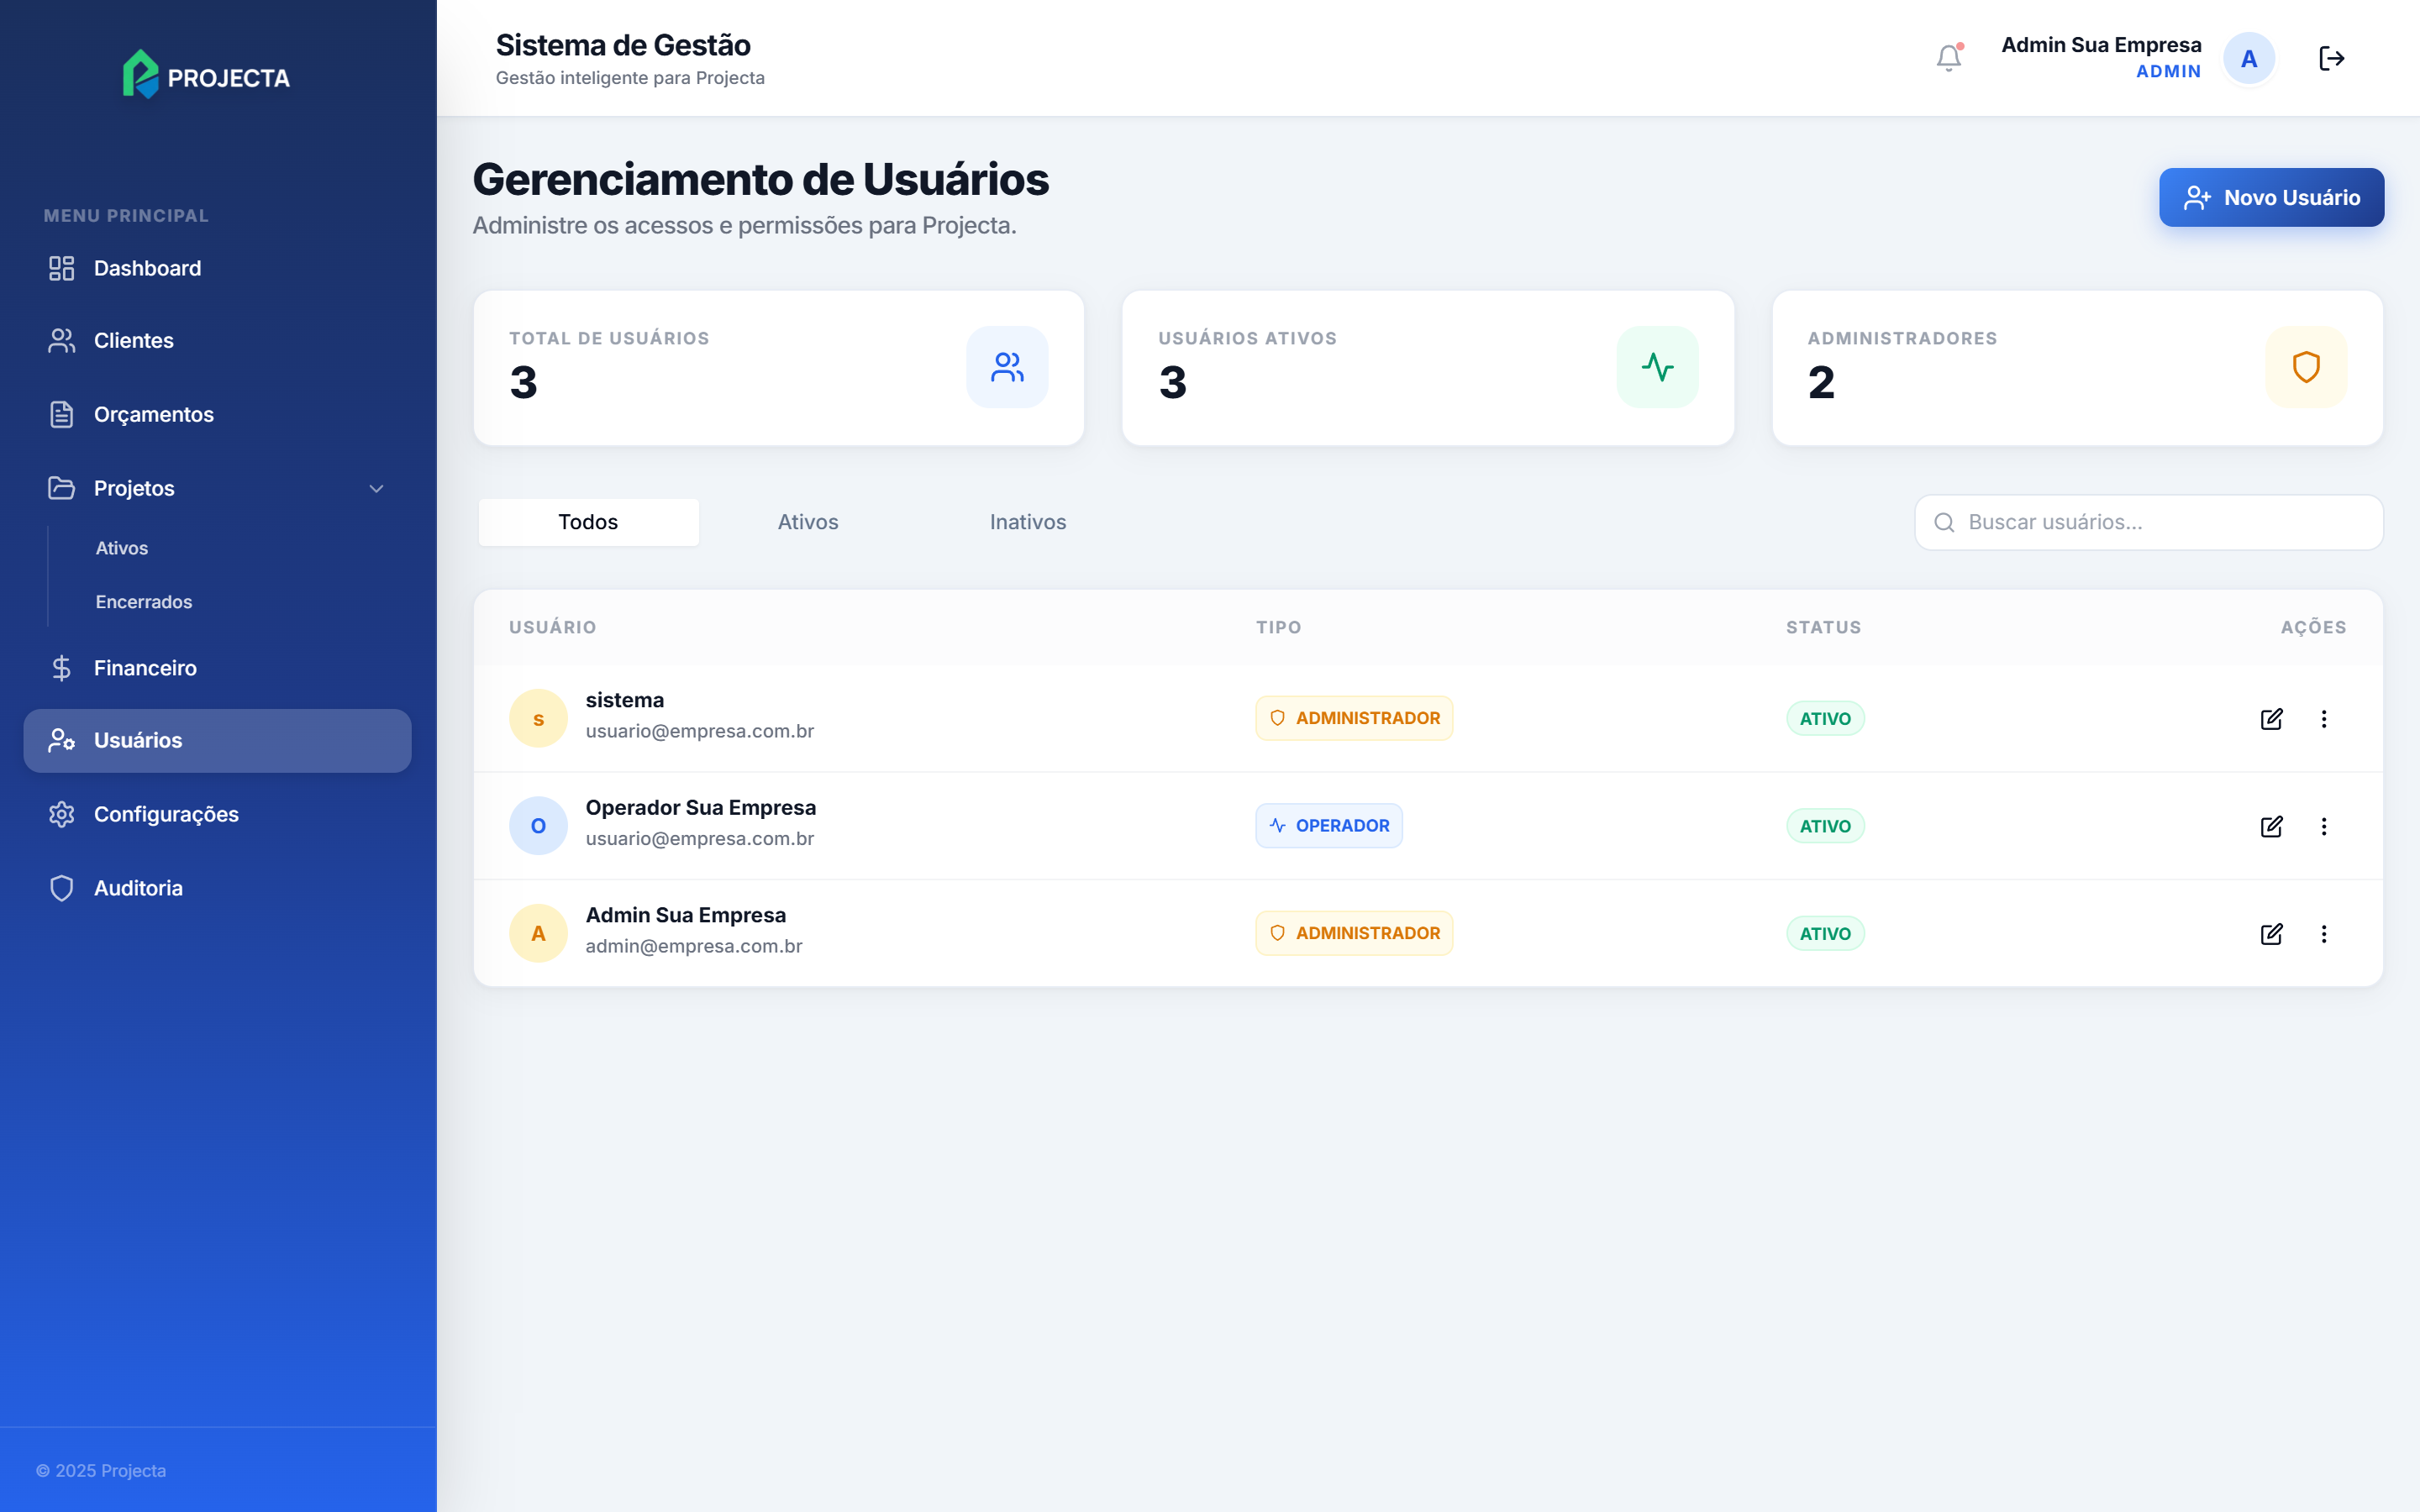 PROJECTA
MENU PRINCIPAL
Dashboard
Clientes
Orçamentos
Projetos
Ativos
Encerrados
Financeiro
Usuários
Configurações
Auditoria
© 2025 Projecta
Sistema de Gestão
Gestão inteligente para Projecta
Admin Sua Empresa
ADMIN
A
Gerenciamento de Usuários
Administre os acessos e permissões para Projecta.
Novo Usuário
TOTAL DE USUÁRIOS
3
USUÁRIOS ATIVOS
3
ADMINISTRADORES
2
Todos
Ativos
Inativos
Buscar usuários...
USUÁRIO TIPO STATUS AÇÕES
s
sistema
usuario@empresa.com.br
ADMINISTRADOR
ATIVO
O
Operador Sua Empresa
usuario@empresa.com.br
OPERADOR
ATIVO
A
Admin Sua Empresa
admin@empresa.com.br
ADMINISTRADOR
ATIVO